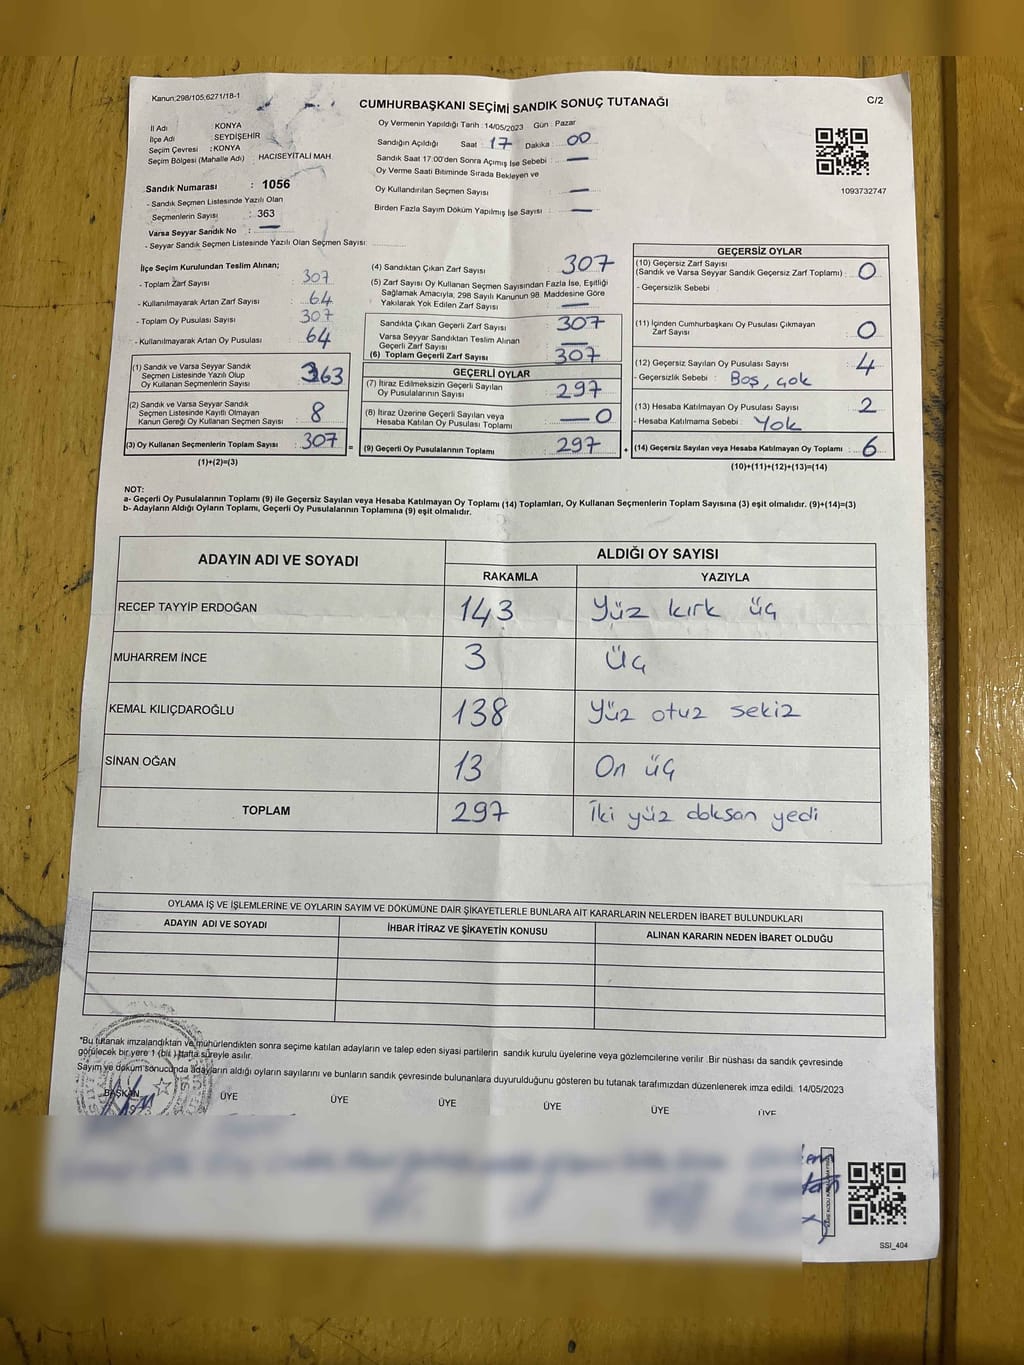 Kanun:298/105,6271/18-1
CUMHURBAŞKANI SEÇİMİ SANDIK SONUÇ TUTANAĞI
C/2
İl Adı : KONYA
İlçe Adı : SEYDİŞEHİR
Seçim Çevresi : KONYA
Seçim Bölgesi (Mahalle Adı) : HACISEYİTALİ MAH.
Sandık Numarası : 1056
- Sandık Seçmen Listesinde Yazılı Olan
Seçmenlerin Sayısı : 363
Varsa Seyyar Sandık No : —
- Seyyar Sandık Seçmen Listesinde Yazılı Olan Seçmen Sayısı:
Oy Vermenin Yapıldığı Tarih : 14/05/2023 Gün : Pazar
Sandığın Açıldığı Saat : 17 Dakika : 00
Sandık Saat 17:00'den Sonra Açımış İse Sebebi : —
Oy Verme Saati Bitiminde Sırada Bekleyen ve
Oy Kullandırılan Seçmen Sayısı : —
Birden Fazla Sayım Döküm Yapılmış İse Sayısı : —
1093732747
İlçe Seçim Kurulundan Teslim Alınan;
- Toplam Zarf Sayısı : 307
- Kullanılmayarak Artan Zarf Sayısı : 64
- Toplam Oy Pusulası Sayısı : 307
- Kullanılmayarak Artan Oy Pusulası : 64
(1) Sandık ve Varsa Seyyar Sandık
Seçmen Listesinde Yazılı Olup
Oy Kullanan Seçmenlerin Sayısı : 363
(2) Sandık ve Varsa Seyyar Sandık
Seçmen Listesinde Kayıtlı Olmayan
Kanun Gereği Oy Kullanan Seçmen Sayısı : 8
(3) Oy Kullanan Seçmenlerin Toplam Sayısı : 307 =
(1)+(2)=(3)
(4) Sandıktan Çıkan Zarf Sayısı : 307
(5) Zarf Sayısı Oy Kullanan Seçmen Sayısından Fazla İse, Eşitliği
Sağlamak Amacıyla, 298 Sayılı Kanunun 98. Maddesine Göre
Yakılarak Yok Edilen Zarf Sayısı : —
Sandıkta Çıkan Geçerli Zarf Sayısı : 307
Varsa Seyyar Sandıktan Teslim Alınan
Geçerli Zarf Sayısı : —
(6) Toplam Geçerli Zarf Sayısı : 307
GEÇERLİ OYLAR
(7) İtiraz Edilmeksizin Geçerli Sayılan
Oy Pusulalarının Sayısı : 297
(8) İtiraz Üzerine Geçerli Sayılan veya
Hesaba Katılan Oy Pusulası Toplamı : — 0
(9) Geçerli Oy Pusulalarının Toplamı : 297
GEÇERSİZ OYLAR
(10) Geçersiz Zarf Sayısı
(Sandık ve Varsa Seyyar Sandık Geçersiz Zarf Toplamı) : 0
- Geçersizlik Sebebi :
(11) İçinden Cumhurbaşkanı Oy Pusulası Çıkmayan
Zarf Sayısı : 0
(12) Geçersiz Sayılan Oy Pusulası Sayısı : 4
- Geçersizlik Sebebi : Boş, çok
(13) Hesaba Katılmayan Oy Pusulası Sayısı : 2
- Hesaba Katılmama Sebebi : Yok
(14) Geçersiz Sayılan veya Hesaba Katılmayan Oy Toplamı : 6
(10)+(11)+(12)+(13)=(14)
NOT:
a- Geçerli Oy Pusulalarının Toplamı (9) ile Geçersiz Sayılan veya Hesaba Katılmayan Oy Toplamı (14) Toplamları, Oy Kullanan Seçmenlerin Toplam Sayısına (3) eşit olmalıdır. (9)+(14)=(3)
b- Adayların Aldığı Oyların Toplamı, Geçerli Oy Pusulalarının Toplamına (9) eşit olmalıdır.
ADAYIN ADI VE SOYADI ALDIĞI OY SAYISI
RAKAMLA YAZIYLA
RECEP TAYYİP ERDOĞAN 143 Yüz kırk üç
MUHARREM İNCE 3 Üç
KEMAL KILIÇDAROĞLU 138 Yüz otuz sekiz
SİNAN OĞAN 13 On üç
TOPLAM 297 İki yüz doksan yedi
OYLAMA İŞ VE İŞLEMLERİNE VE OYLARIN SAYIM VE DÖKÜMÜNE DAİR ŞİKAYETLERLE BUNLARA AİT KARARLARIN NELERDEN İBARET BULUNDUKLARI
ADAYIN ADI VE SOYADI İHBAR İTİRAZ VE ŞİKAYETİN KONUSU ALINAN KARARIN NEDEN İBARET OLDUĞU
*Bu tutanak imzalandıktan ve mühürlendikten sonra seçime katılan adayların ve talep eden siyasi partilerin sandık kurulu üyelerine veya gözlemcilerine verilir. Bir nüshası da sandık çevresinde
görülecek bir yere 1 (bir) hafta süreyle asılır.
Sayım ve döküm sonucunda adayların aldığı oyların sayılarını ve bunların sandık çevresinde bulunanlara duyurulduğunu gösteren bu tutanak tarafımızdan düzenlenerek imza edildi. 14/05/2023
BAŞKAN ÜYE ÜYE ÜYE ÜYE ÜYE ÜYE
SSI_404